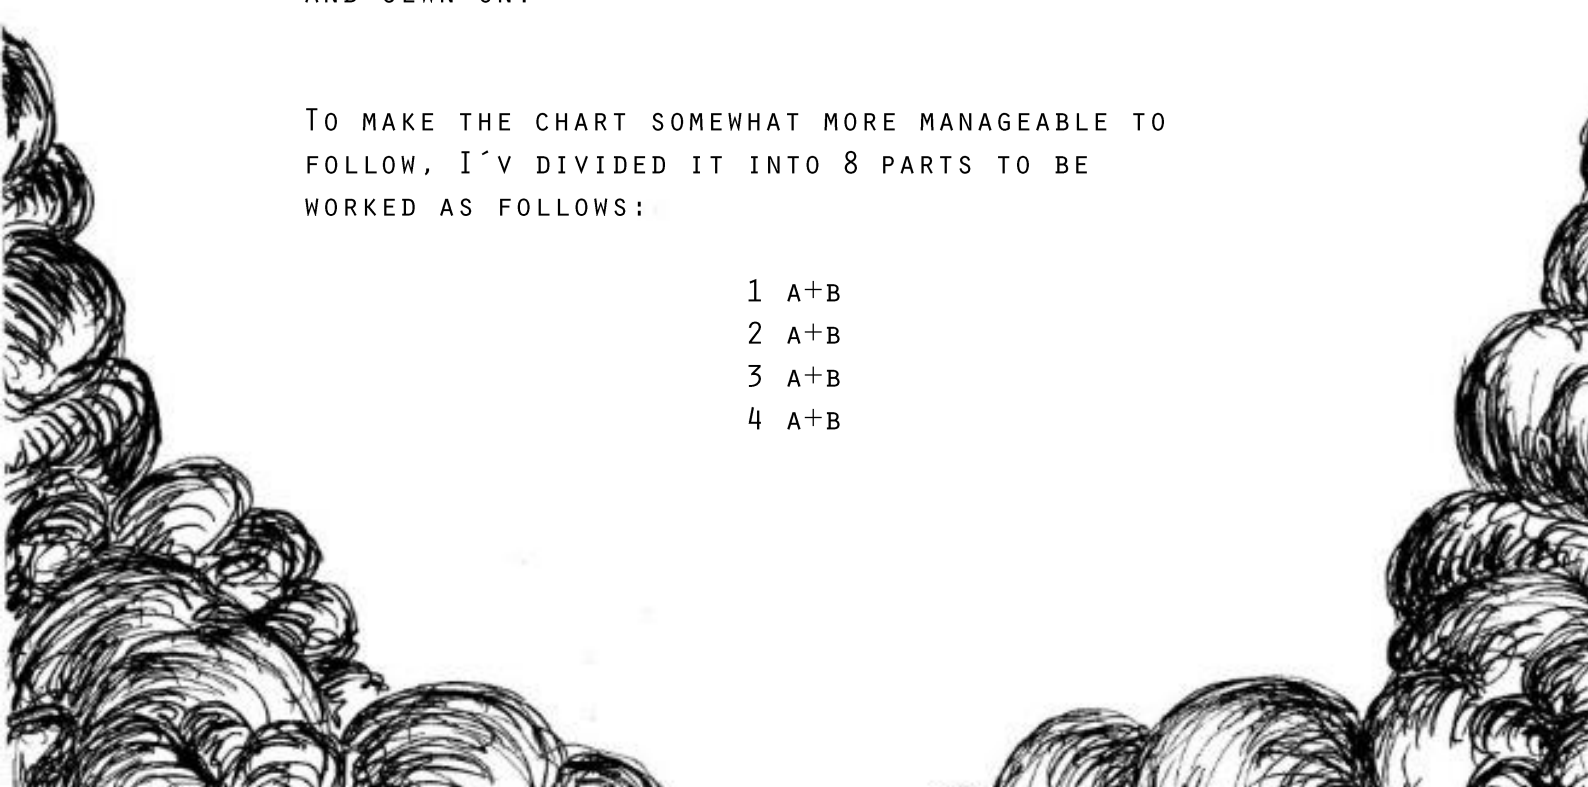 To make the chart somewhat more manageable to
follow, I´v divided it into 8 parts to be
worked as follows:
1 A+B
2 A+B
3 A+B
4 A+B